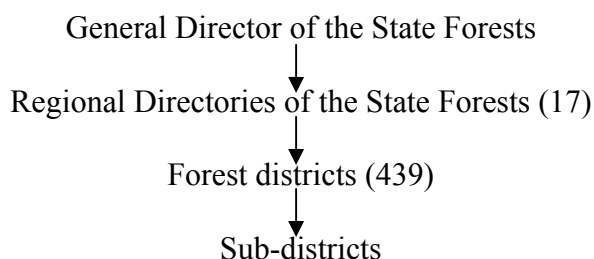 General Director of the State Forests
Regional Directories of the State Forests (17)
Forest districts (439)
Sub-districts